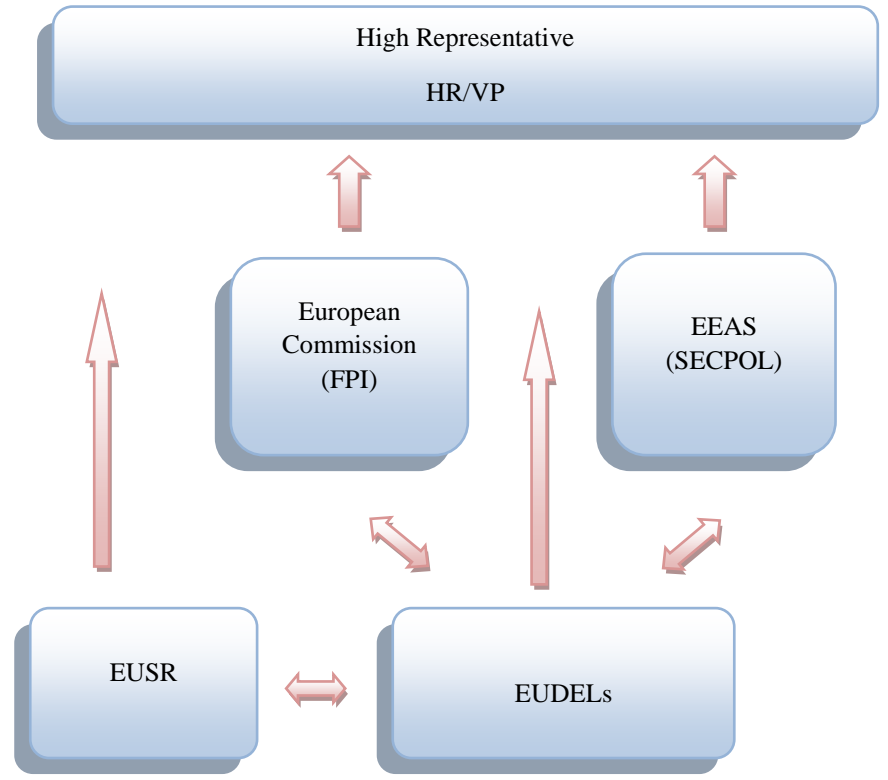 High Representative
HR/VP
European
Commission
(FPI)
EEAS
(SECPOL)
EUSR
EUDELs